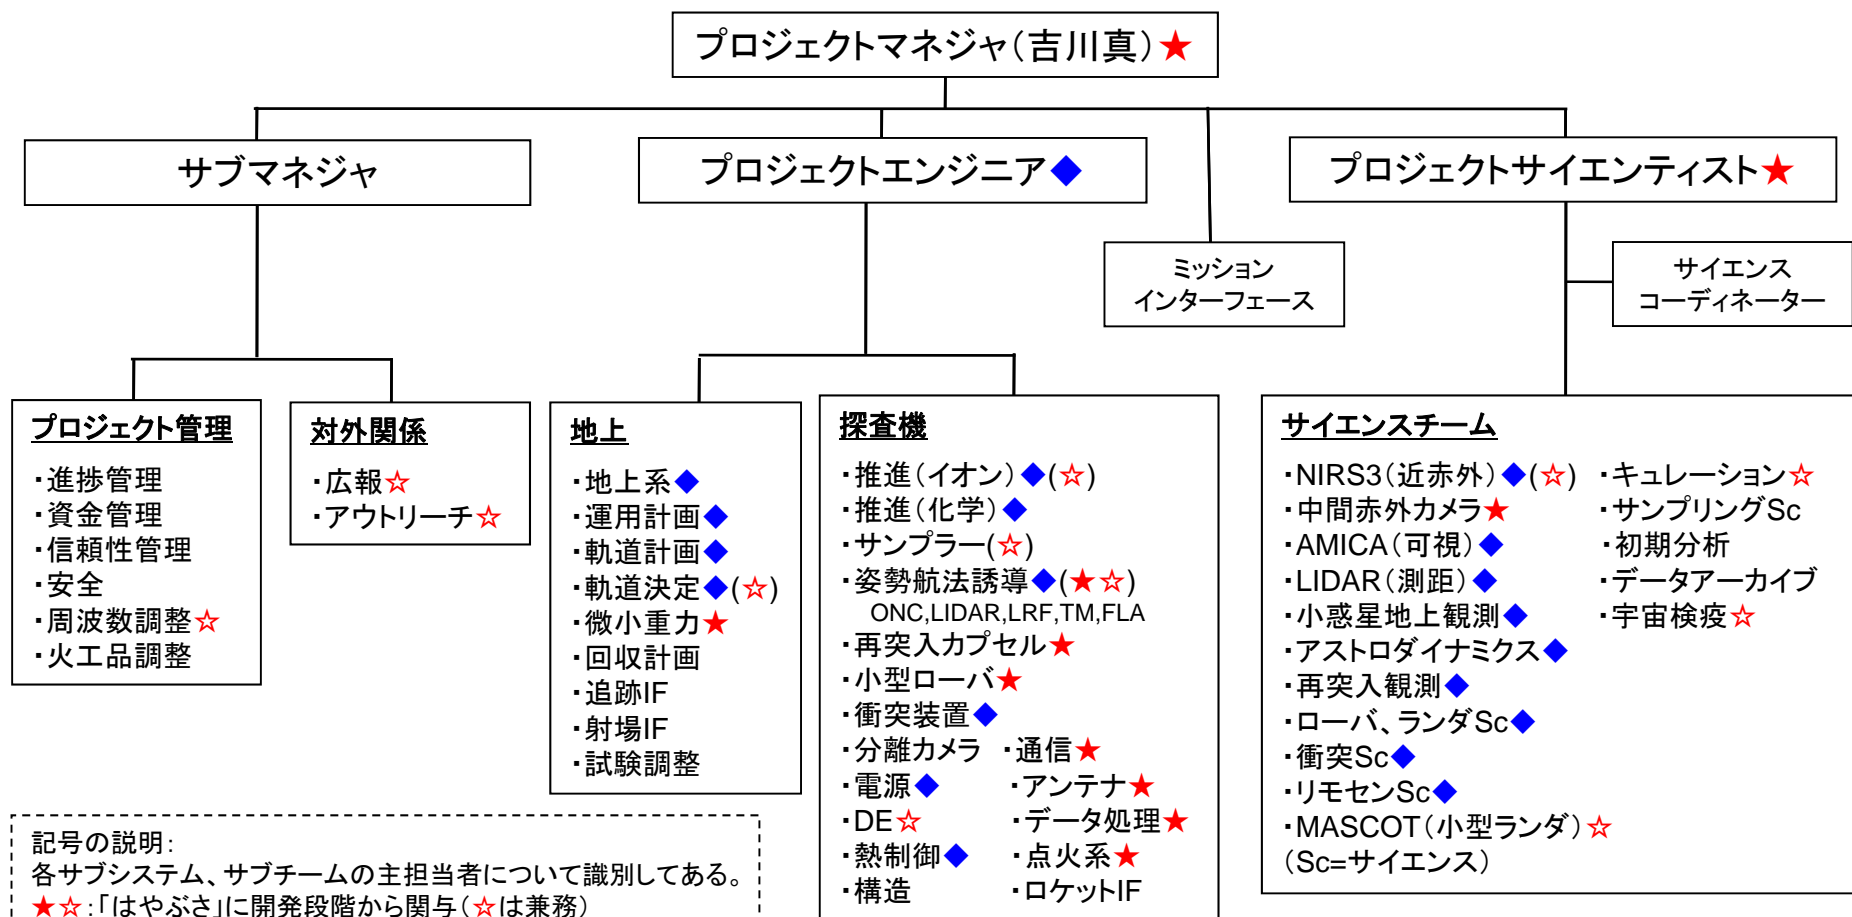 プロジェクトマネジャ(吉川真)★
サブマネジャ
プロジェクトエンジニア◆
プロジェクトサイエンティスト★
ミッション
インターフェース
サイエンス
コーディネーター
プロジェクト管理
・進捗管理
・資金管理
・信頼性管理
・安全
・周波数調整☆
・火工品調整
対外関係
・広報☆
・アウトリーチ☆
地上
・地上系◆
・運用計画◆
・軌道計画◆
・軌道決定◆(☆)
・微小重力★
・回収計画
・追跡IF
・射場IF
・試験調整
探査機
・推進(イオン)◆(☆)
・推進(化学)◆
・サンプラー(☆)
・姿勢航法誘導◆(★☆)
ONC,LIDAR,LRF,TM,FLA
・再突入カプセル★
・小型ローバ★
・衝突装置◆
・分離カメラ ・通信★
・電源◆ ・アンテナ★
・DE☆ ・データ処理★
・熱制御◆ ・点火系★
・構造 ・ロケットIF
サイエンスチーム
・NIRS3(近赤外)◆(☆) ・キュレーション☆
・中間赤外カメラ★ ・サンプリングSc
・AMICA(可視)◆ ・初期分析
・LIDAR(測距)◆ ・データアーカイブ
・小惑星地上観測◆ ・宇宙検疫☆
・アストロダイナミクス◆
・再突入観測◆
・ローバ、ランダSc◆
・衝突Sc◆
・リモセンSc◆
・MASCOT(小型ランダ)☆
(Sc=サイエンス)
記号の説明:
各サブシステム、サブチームの主担当者について識別してある。
★☆:「はやぶさ」に開発段階から関与(☆は兼務)